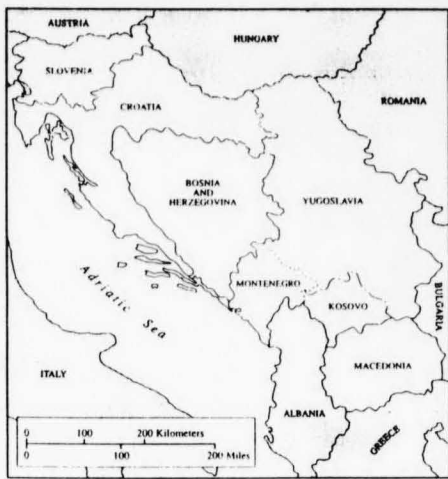 AUSTRIA
HUNGARY
SLOVENIA
CROATIA
ROMANIA
BOSNIA
AND
HERZEGOVINA
YUGOSLAVIA
MONTENEGRO
KOSOVO
BULGARIA
Adriatic Sea
ITALY
MACEDONIA
ALBANIA
GREECE
0 100 200 Kilometers
0 100 200 Miles